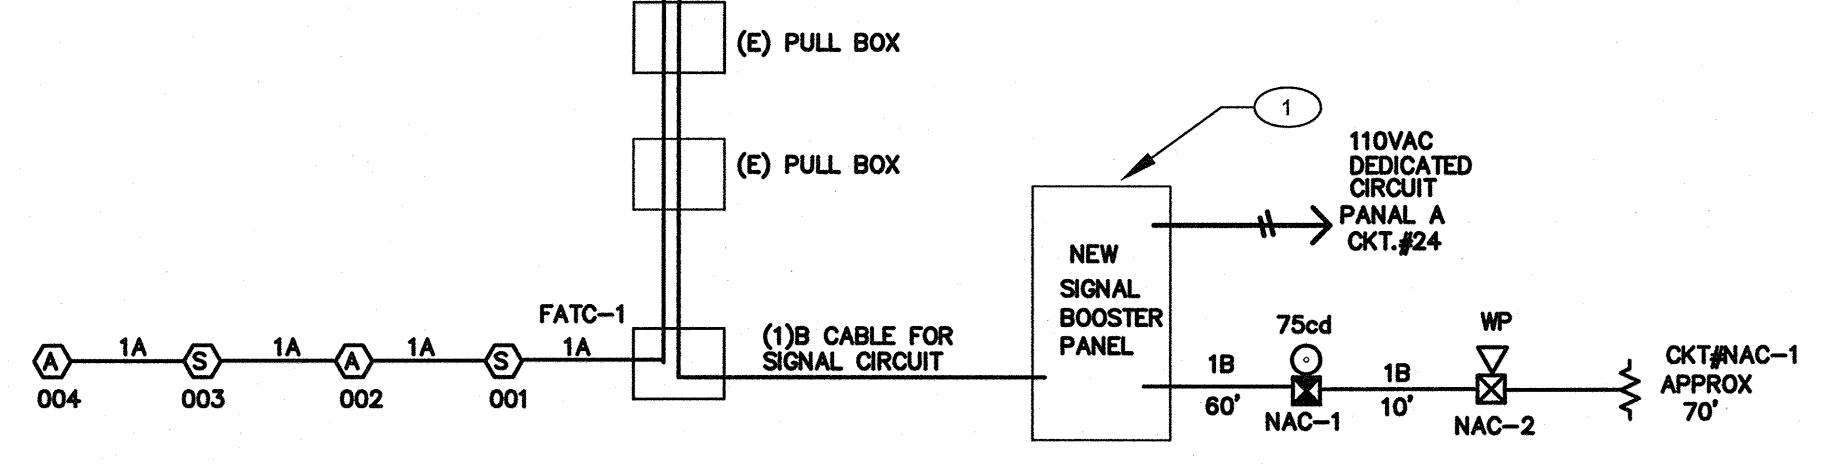 (E) PULL BOX
(E) PULL BOX
1
110VAC
DEDICATED
CIRCUIT
PANAL A
CKT.#24
NEW
SIGNAL
BOOSTER
PANEL
FATC-1
(1)B CABLE FOR
SIGNAL CIRCUIT
A 1A S 1A A 1A S 1A
004 003 002 001
75cd
WP
1B
60'
NAC-1
1B
10'
NAC-2
CKT#NAC-1
APPROX
70'